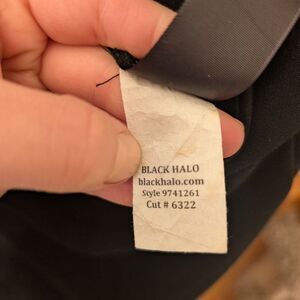 BLACK HALO
blackhalo.com
Style 9741261
Cut # 6322